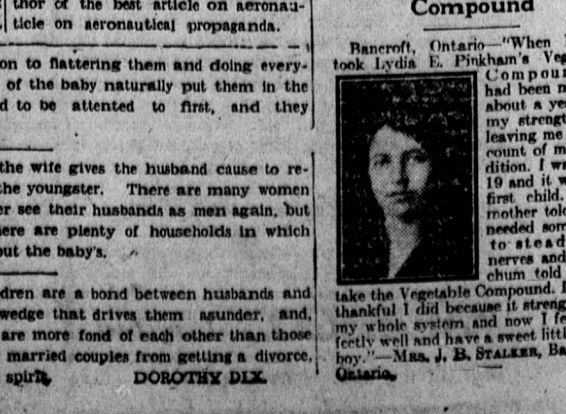 thor of the best article on aeronau-
ticle on aeronautical propaganda.
on to flattering them and doing every-
of the baby naturally put them in the
d to be attented to first, and they
the wife gives the husband cause to re-
the youngster. There are many women
er see their husbands as men again, but
ere are plenty of households in which
out the baby's.
dren are a bond between husbands and
wedge that drives them asunder, and,
are more fond of each other than those
married couples from getting a divorce,
spirit. DOROTHY DIX.
Compound
Bancroft, Ontario—"When I
took Lydia E. Pinkham's Veg
Compoun
had been m
about a ye
my strengt
leaving me
count of m
dition. I wa
19 and it w
first child.
mother told
needed som
to stead
nerves and
chum told
take the Vegetable Compound. I
thankful I did because it streng
my whole system and now I fe
fectly well and have a sweet littl
boy."—MRS. J. B. STALKER, Ba
Ontario.